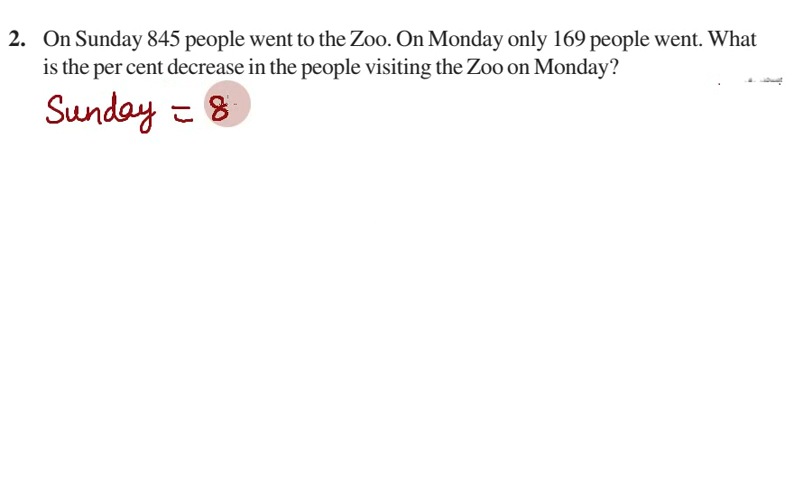 2. On Sunday 845 people went to the Zoo. On Monday only 169 people went. What
is the per cent decrease in the people visiting the Zoo on Monday?
Sunday = 8